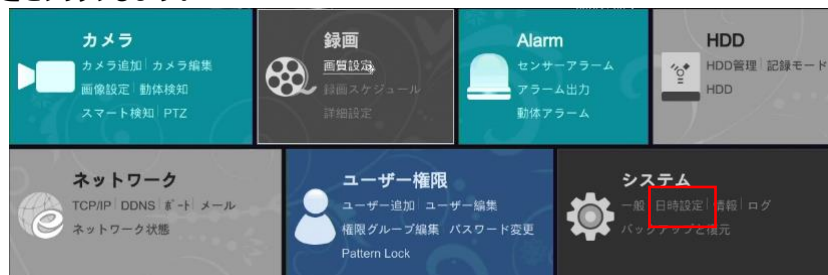 カメラ
カメラ追加 | カメラ編集
画像設定 | 動体検知
スマート検知 | PTZ
録画
画質設定
録画スケジュール
詳細設定
Alarm
センサーアラーム
アラーム出力
動体アラーム
HDD
HDD管理 | 記録モード
HDD
ネットワーク
TCP/IP | DDNS | ポート | メール
ネットワーク状態
ユーザー権限
ユーザー追加 | ユーザー編集
権限グループ編集 | パスワード変更
Pattern Lock
システム
一般 | 日時設定 | 情報 | ログ
バックアップと復元